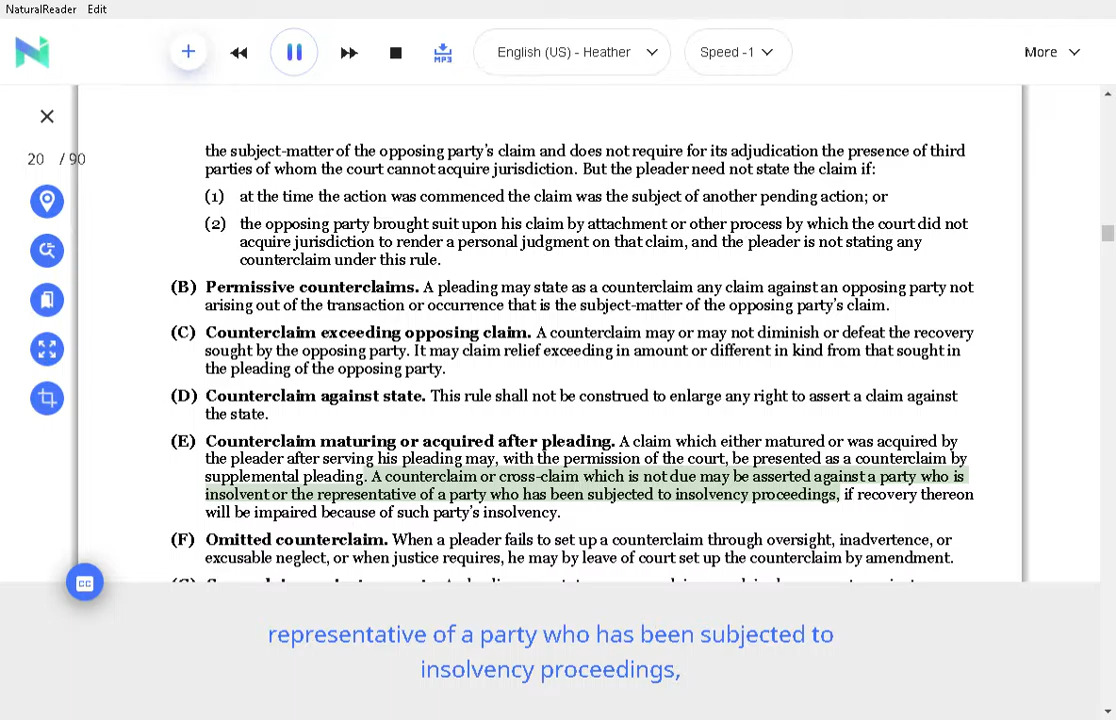 NaturalReader Edit
MP3
English (US) - Heather
Speed -1
More
20 / 90
the subject-matter of the opposing party's claim and does not require for its adjudication the presence of third
parties of whom the court cannot acquire jurisdiction. But the pleader need not state the claim if:
(1) at the time the action was commenced the claim was the subject of another pending action; or
(2) the opposing party brought suit upon his claim by attachment or other process by which the court did not
acquire jurisdiction to render a personal judgment on that claim, and the pleader is not stating any
counterclaim under this rule.
(B) Permissive counterclaims. A pleading may state as a counterclaim any claim against an opposing party not
arising out of the transaction or occurrence that is the subject-matter of the opposing party's claim.
(C) Counterclaim exceeding opposing claim. A counterclaim may or may not diminish or defeat the recovery
sought by the opposing party. It may claim relief exceeding in amount or different in kind from that sought in
the pleading of the opposing party.
(D) Counterclaim against state. This rule shall not be construed to enlarge any right to assert a claim against
the state.
(E) Counterclaim maturing or acquired after pleading. A claim which either matured or was acquired by
the pleader after serving his pleading may, with the permission of the court, be presented as a counterclaim by
supplemental pleading. A counterclaim or cross-claim which is not due may be asserted against a party who is
insolvent or the representative of a party who has been subjected to insolvency proceedings, if recovery thereon
will be impaired because of such party's insolvency.
(F) Omitted counterclaim. When a pleader fails to set up a counterclaim through oversight, inadvertence, or
excusable neglect, or when justice requires, he may by leave of court set up the counterclaim by amendment.
CC
representative of a party who has been subjected to
insolvency proceedings,